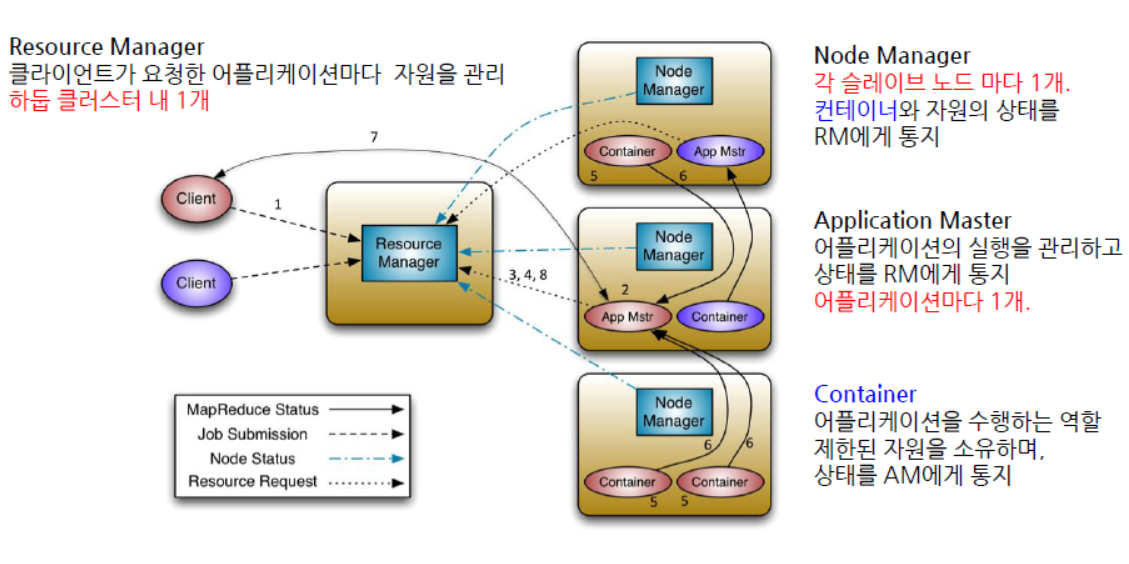 Resource Manager
클라이언트가 요청한 어플리케이션마다 자원을 관리
하둡 클러스터 내 1개
Node Manager
각 슬레이브 노드 마다 1개.
컨테이너와 자원의 상태를
RM에게 통지
Application Master
어플리케이션의 실행을 관리하고
상태를 RM에게 통지
어플리케이션마다 1개.
Container
어플리케이션을 수행하는 역할
제한된 자원을 소유하며,
상태를 AM에게 통지
7
Client
1
Client
Resource
Manager
3, 4, 8
Node
Manager
Container
App Mstr
5
6
Node
Manager
2
App Mstr
Container
Node
Manager
6
6
Container
Container
5
5
MapReduce Status
Job Submission
Node Status
Resource Request